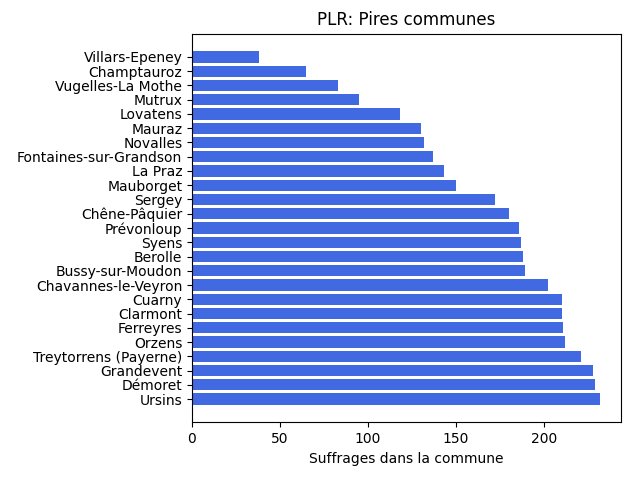 PLR: Pires communes
Villars-Epeney
Champtauroz
Vugelles-La Mothe
Mutrux
Lovatens
Mauraz
Novalles
Fontaines-sur-Grandson
La Praz
Mauborget
Sergey
Chêne-Pâquier
Prévonloup
Syens
Berolle
Bussy-sur-Moudon
Chavannes-le-Veyron
Cuarny
Clarmont
Ferreyres
Orzens
Treytorrens (Payerne)
Grandevent
Démoret
Ursins
0 50 100 150 200
Suffrages dans la commune